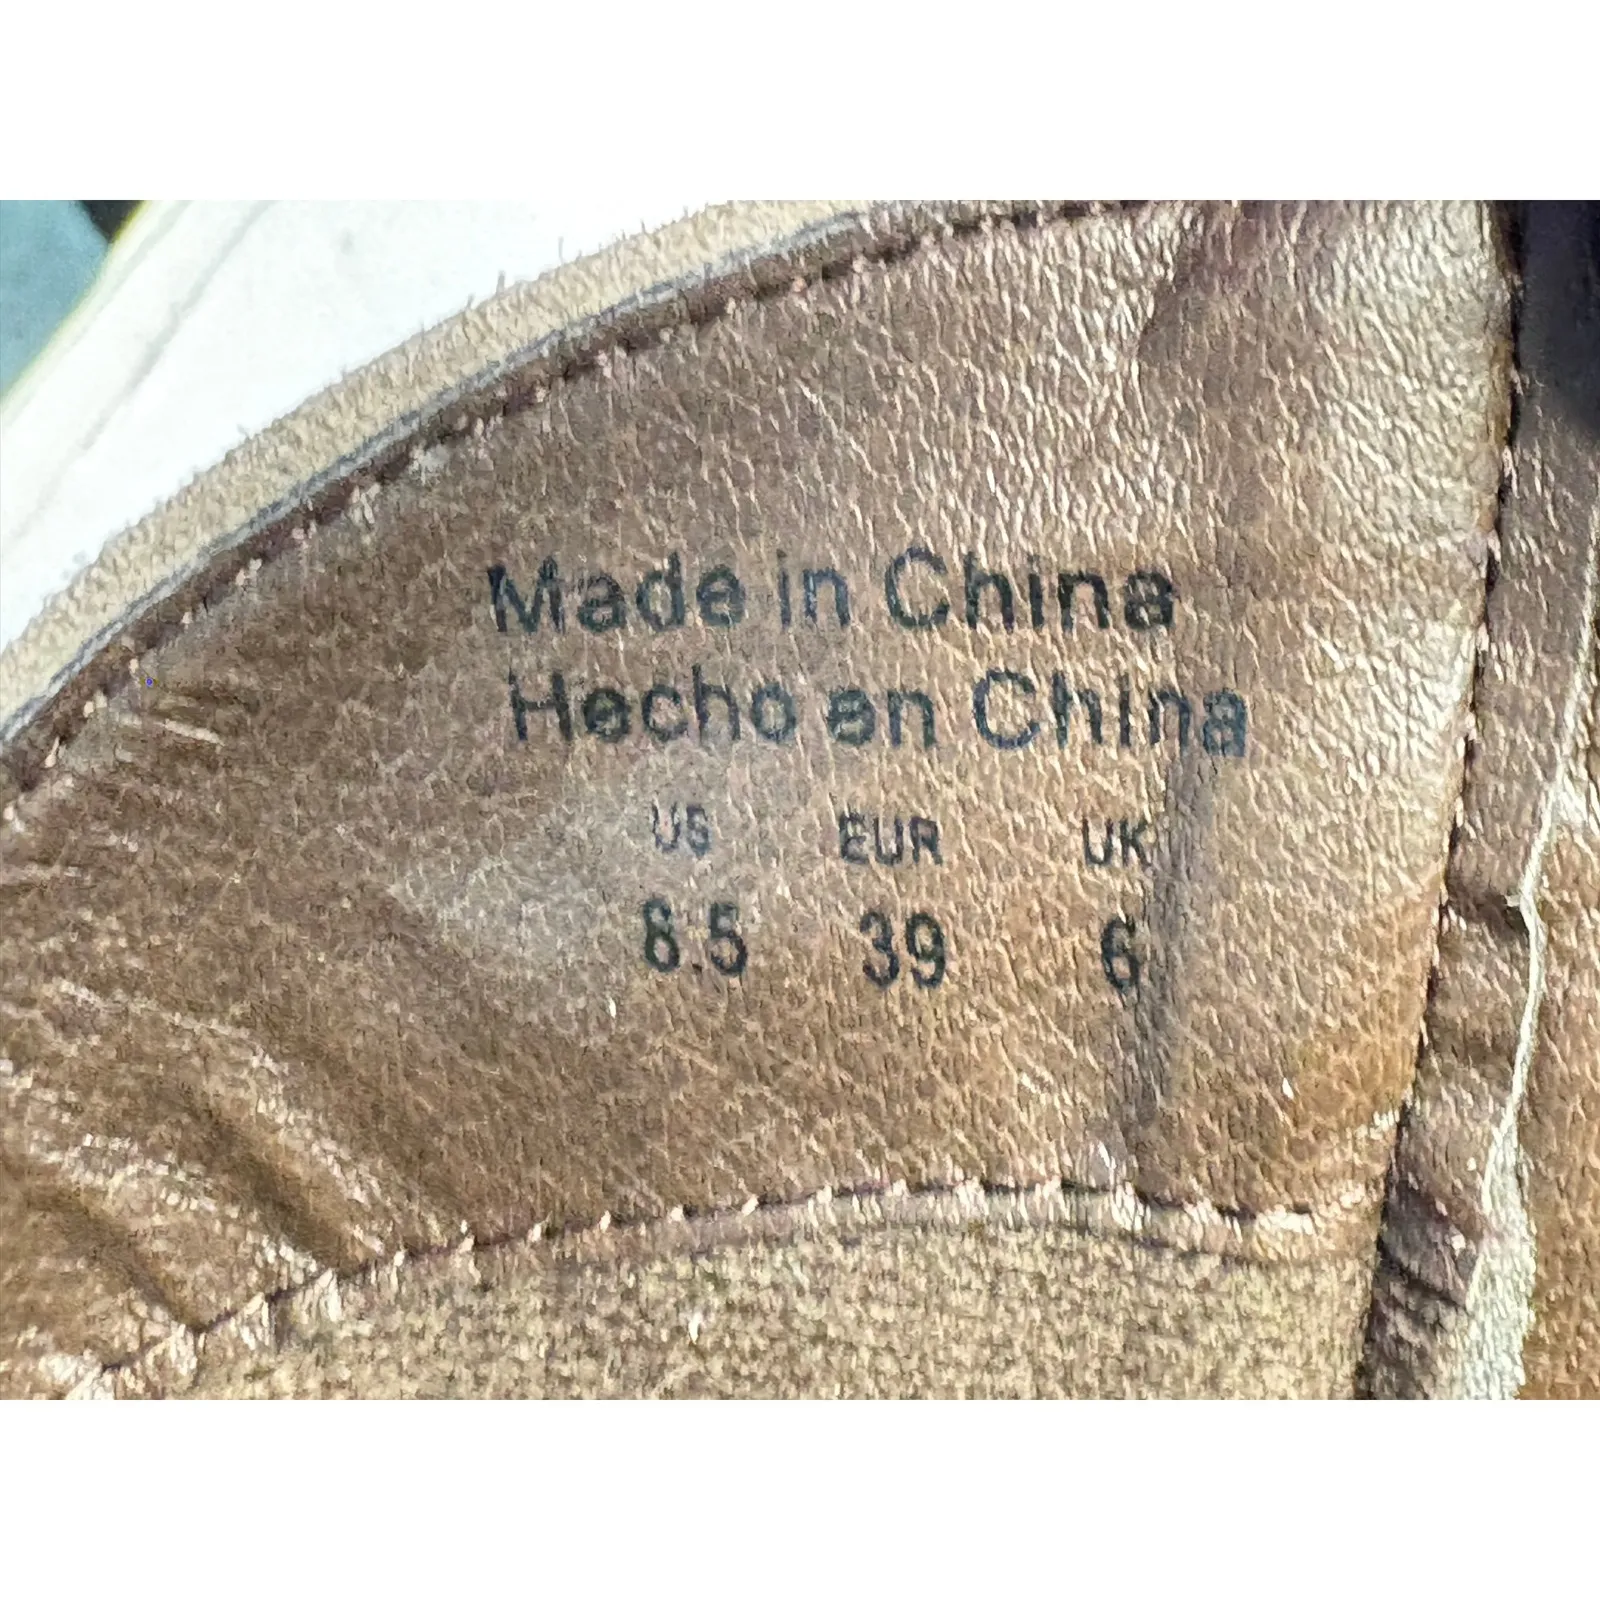 Made in China
Hecho en China
US EUR UK
8.5 39 6